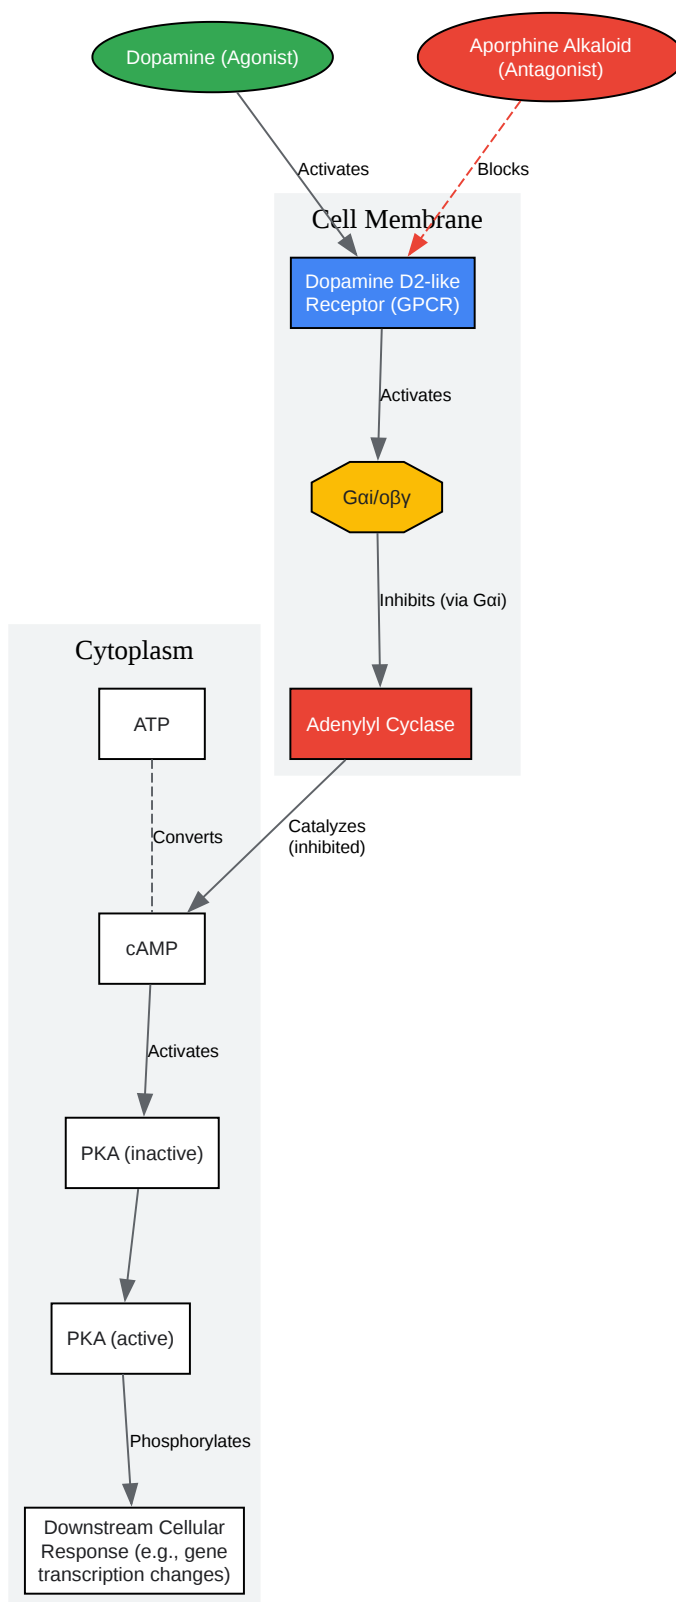 Dopamine (Agonist)
Aporphine Alkaloid
(Antagonist)
Activates
Blocks
Cell Membrane
Dopamine D2-like
Receptor (GPCR)
Activates
Gαi/oβγ
Inhibits (via Gαi)
Cytoplasm
ATP
Adenylyl Cyclase
Converts
Catalyzes
(inhibited)
cAMP
Activates
PKA (inactive)
PKA (active)
Phosphorylates
Downstream Cellular
Response (e.g., gene
transcription changes)